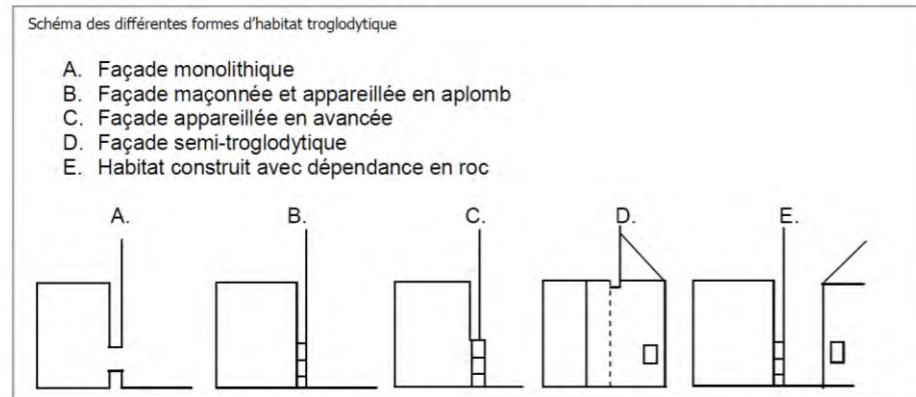 Schéma des différentes formes d'habitat troglodytique
A. Façade monolithique
B. Façade maçonnée et appareillée en aplomb
C. Façade appareillée en avancée
D. Façade semi-troglodytique
E. Habitat construit avec dépendance en roc
A. B. C. D. E.